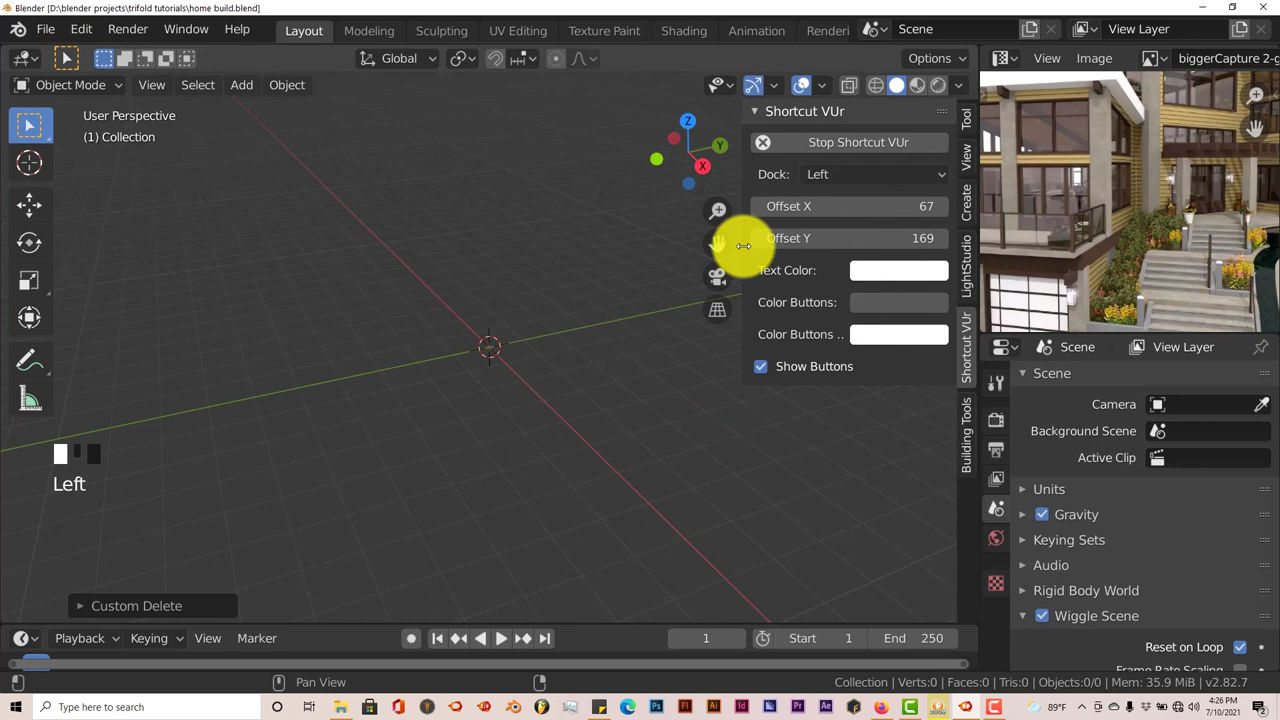 Blender [D:\blender projects\trifold tutorials\home build.blend]
File Edit Render Window Help Layout Modeling Sculpting UV Editing Texture Paint Shading Animation Renderi Scene View Layer
Global Options View Image biggerCapture 2-g
Object Mode View Select Add Object
User Perspective
(1) Collection
Z
Y
X
Shortcut VUr
Stop Shortcut VUr
Dock: Left
Offset X 67
Offset Y 169
Text Color:
Color Buttons:
Color Buttons ..
Show Buttons
Tool
View
Create
LightStudio
Shortcut VUr
Building Tools
Scene View Layer
Scene
Camera
Background Scene
Active Clip
Units
Gravity
Keying Sets
Audio
Rigid Body World
Wiggle Scene
Reset on Loop
Frame Rate Scaling
Left
Custom Delete
Playback Keying View Marker 1 Start 1 End 250
Pan View Collection | Verts:0 | Faces:0 | Tris:0 | Objects:0/0 | Mem: 35.9 MiB | v2.82.7
Type here to search
89°F
4:26 PM
7/10/2021